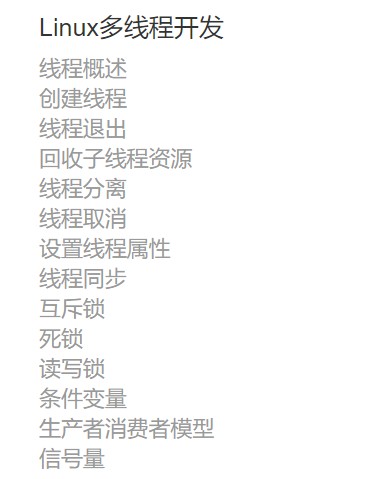 Linux多线程开发
线程概述
创建线程
线程退出
回收子线程资源
线程分离
线程取消
设置线程属性
线程同步
互斥锁
死锁
读写锁
条件变量
生产者消费者模型
信号量